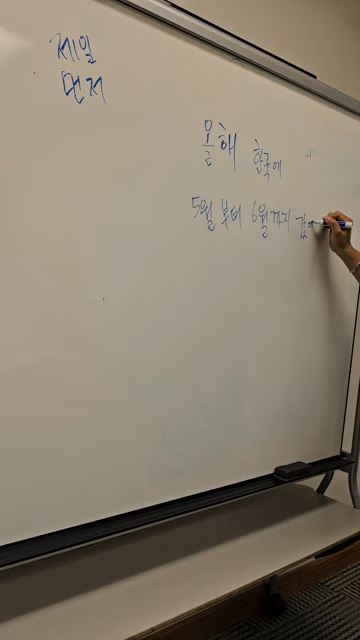 제일
먼저
올해 한국에
5월 부터 6월까지